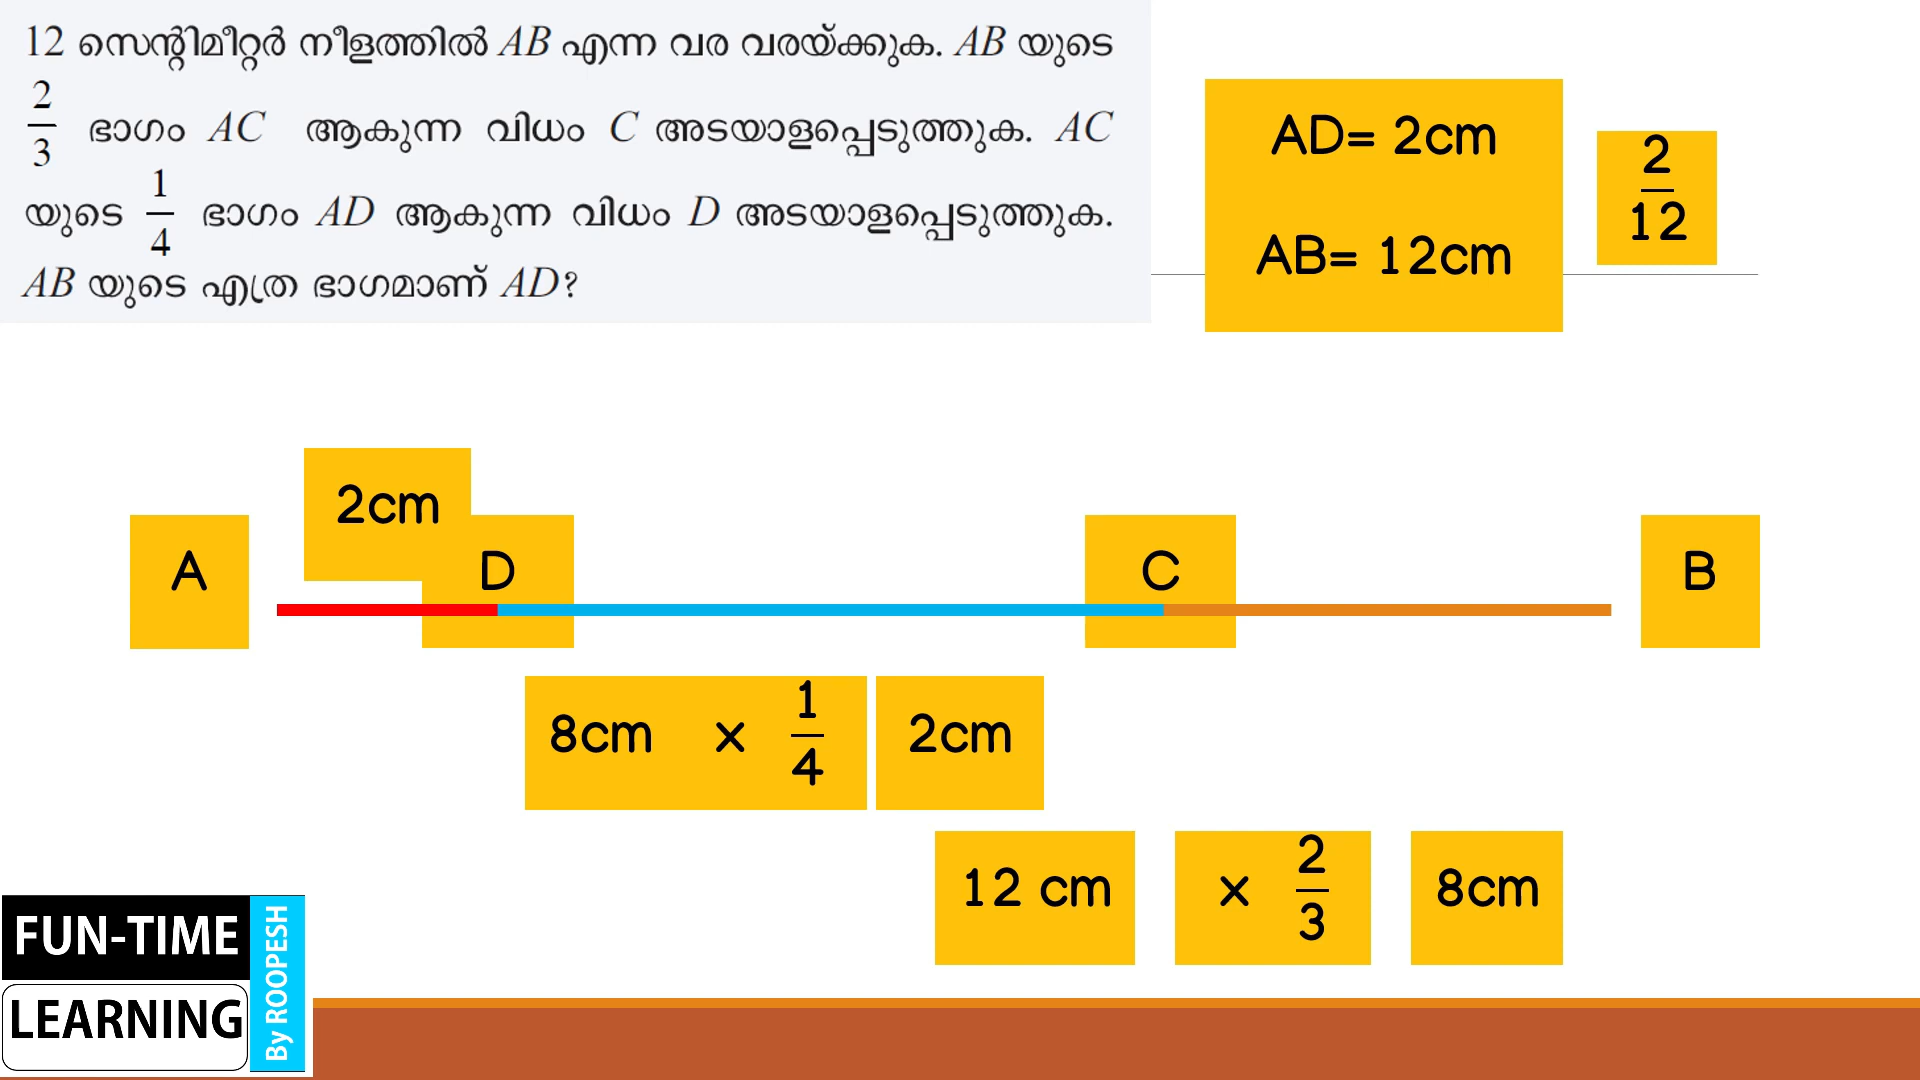 12 സെന്റിമീറ്റർ നീളത്തിൽ AB എന്ന വര വരയ്ക്കുക. AB യുടെ
2/3 ഭാഗം AC ആകുന്ന വിധം C അടയാളപ്പെടുത്തുക. AC
യുടെ 1/4 ഭാഗം AD ആകുന്ന വിധം D അടയാളപ്പെടുത്തുക.
AB യുടെ എത്ര ഭാഗമാണ് AD?
AD= 2cm
AB= 12cm
2/12
2cm
A
D
C
B
8cm x 1/4 2cm
12 cm x 2/3 8cm
FUN-TIME
LEARNING
By ROOPESH